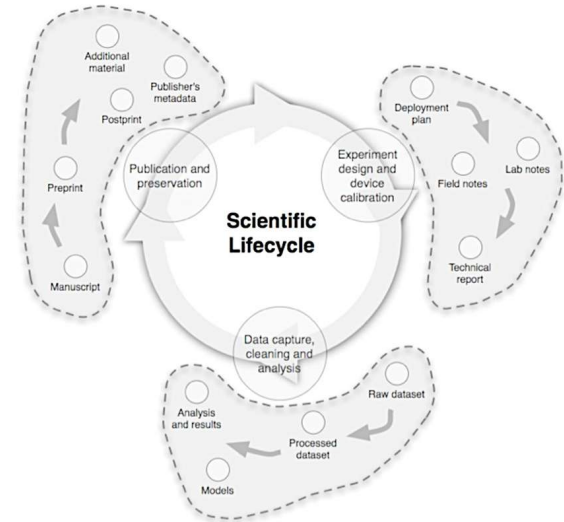 Additional
material
Publisher's
metadata
Postprint
Preprint
Manuscript
Publication and
preservation
Scientific
Lifecycle
Experiment
design and
device
calibration
Deployment
plan
Field notes
Lab notes
Technical
report
Data capture,
cleaning and
analysis
Raw dataset
Processed
dataset
Analysis
and results
Models